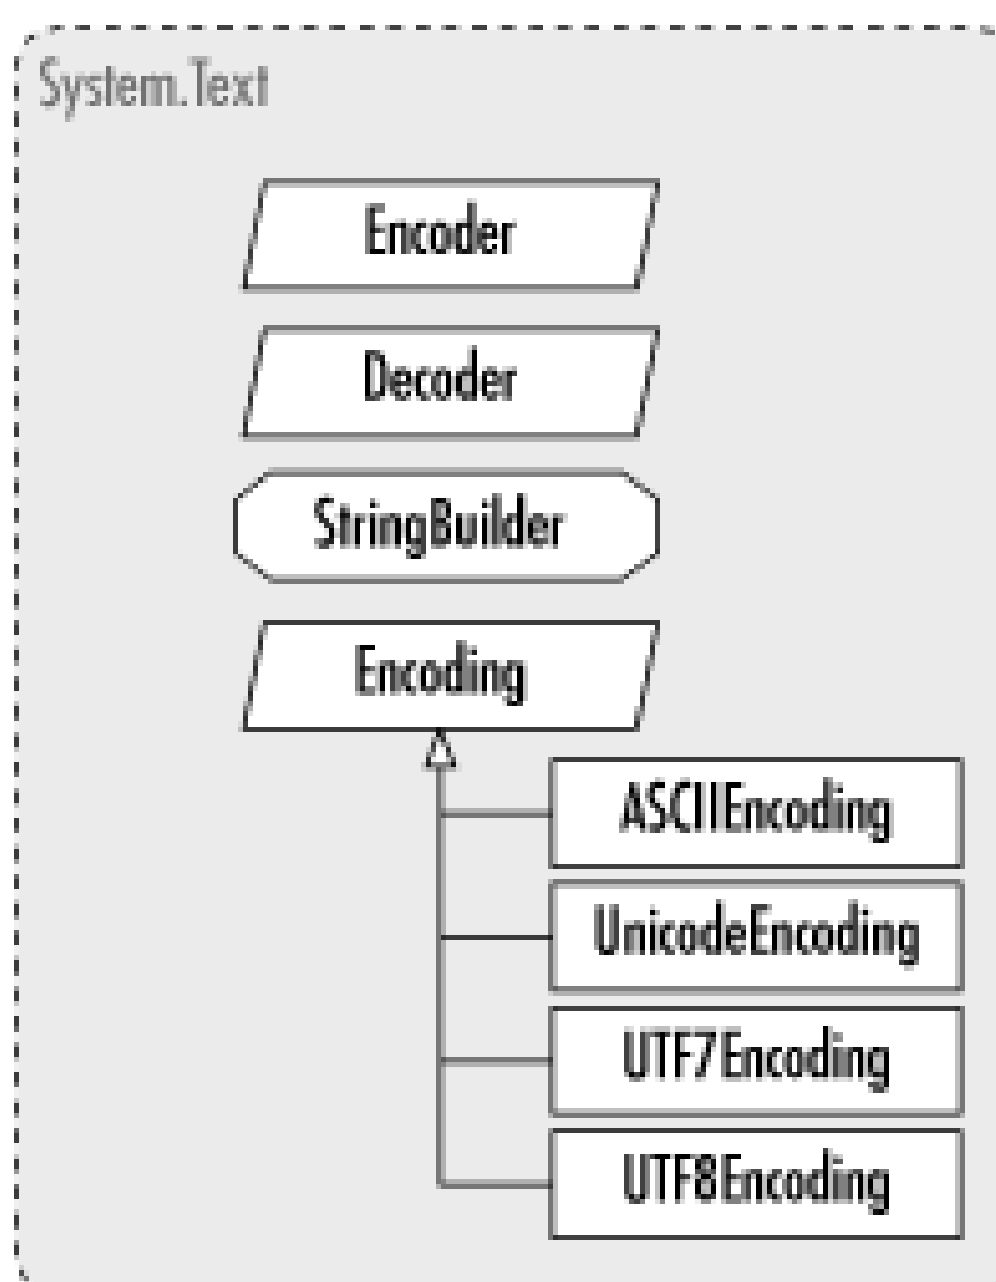 System.Text
Encoder
Decoder
StringBuilder
Encoding
ASCIIEncoding
UnicodeEncoding
UTF7Encoding
UTF8Encoding